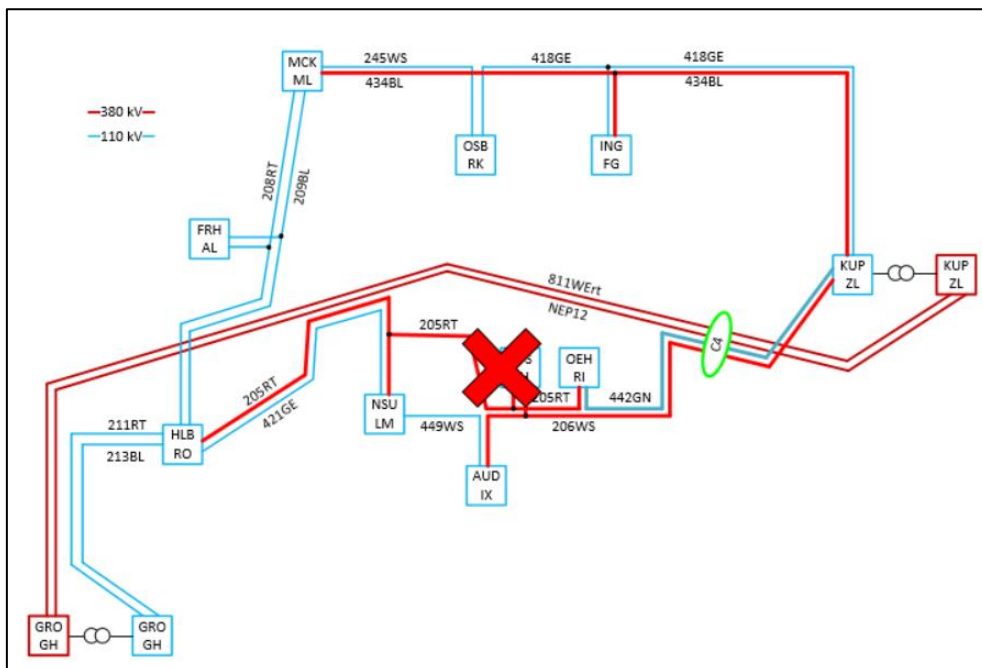 MCK
ML
245WS
434BL
418GE
418GE
434BL
380 kV
110 kV
OSB
RK
ING
FG
208RT
209BL
FRH
AL
KUP
ZL
KUP
ZL
811WErt
NEP12
C4
205RT
OEH
RI
205RT
421GE
NSU
LM
205RT
442GN
449WS
206WS
211RT
213BL
HLB
RO
AUD
IX
GRO
GH
GRO
GH